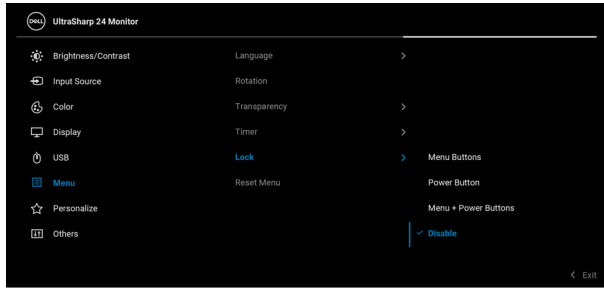 DELL UltraSharp 24 Monitor
Brightness/Contrast Language
Input Source Rotation
Color Transparency
Display Timer
USB Lock Menu Buttons
Menu Reset Menu Power Button
Personalize Menu + Power Buttons
Others Disable
Exit